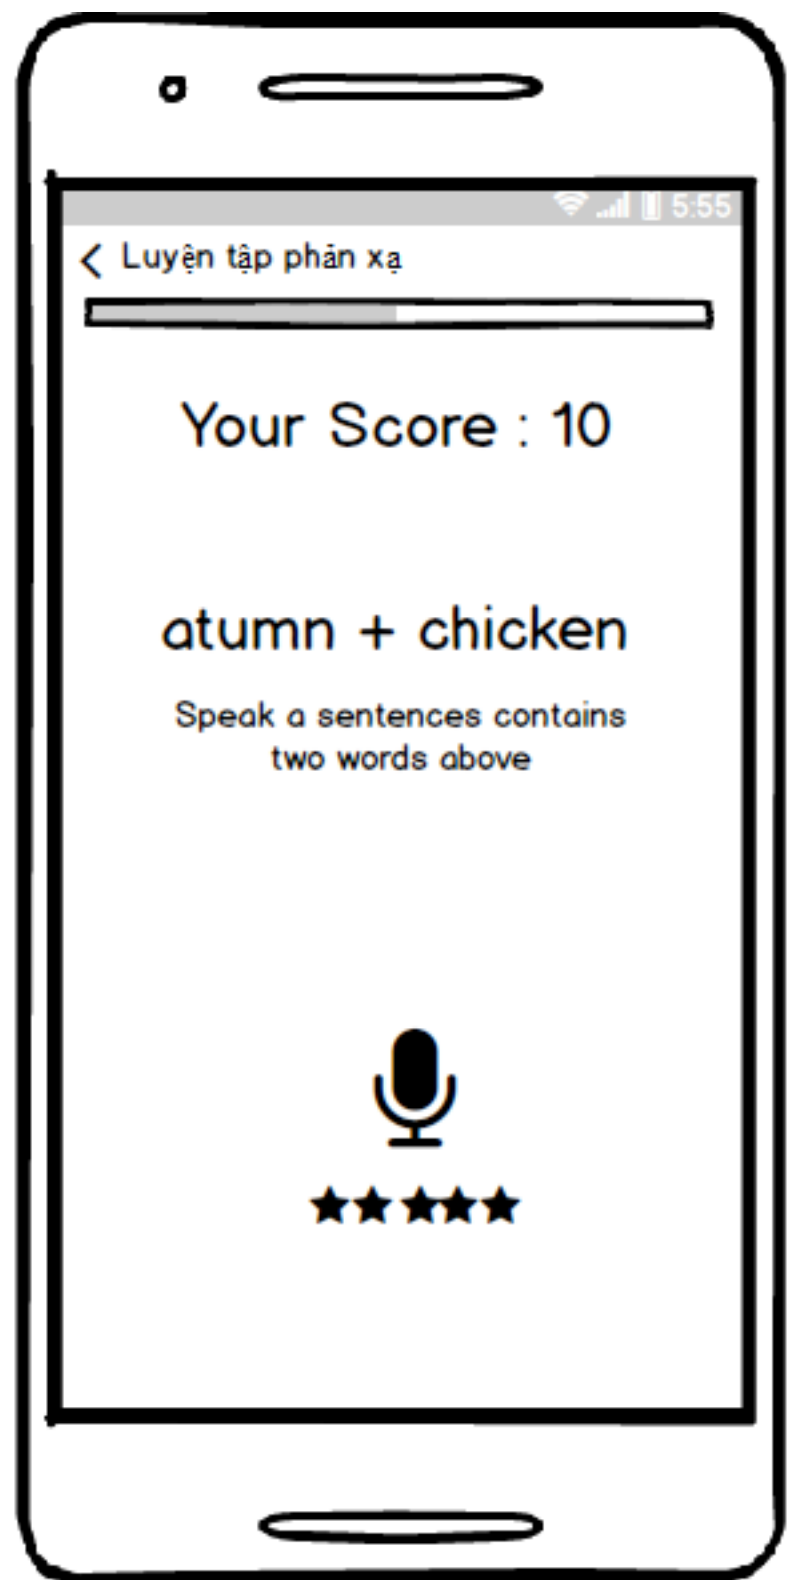 5:55
Luyện tập phản xạ
Your Score : 10
atumn + chicken
Speak a sentences contains
two words above